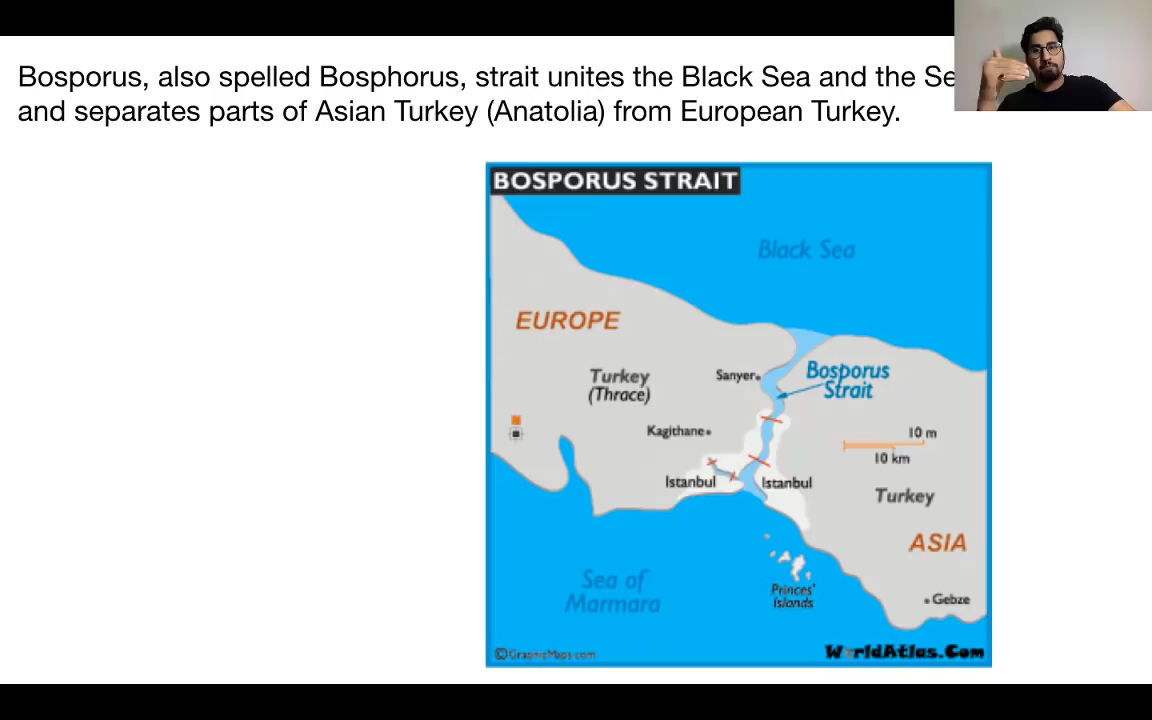 Bosporus, also spelled Bosphorus, strait unites the Black Sea and the
and separates parts of Asian Turkey (Anatolia) from European Turkey.
BOSPORUS STRAIT
Black Sea
EUROPE
Turkey
(Thrace)
Sanyer
Bosporus
Strait
Kagithane
10 m
10 km
Istanbul
Istanbul
Turkey
ASIA
Sea of
Marmara
Princes'
Islands
Gebze
©GraphicMaps.com
WorldAtlas.Com